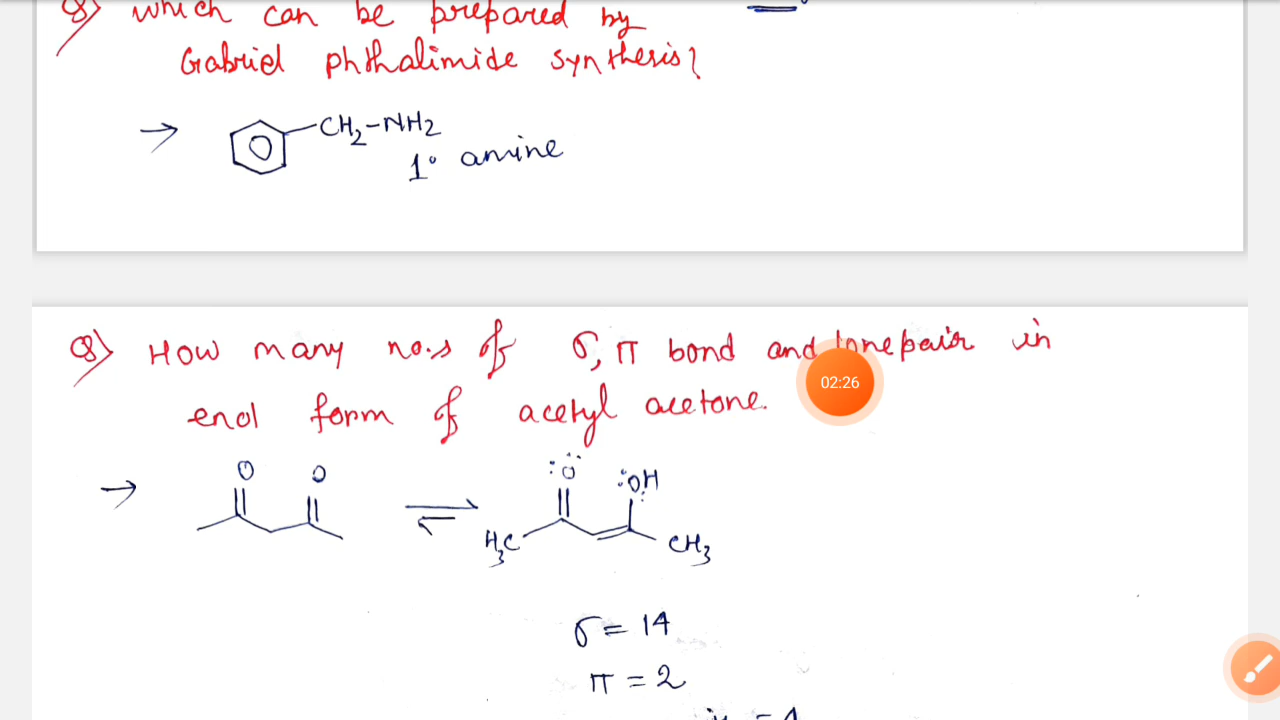 Q) which can be prepared by
Gabriel phthalimide synthesis?
→ CH2-NH2
1° amine
Q) How many no.s of σ, π bond and lone pair in
enol form of acetyl acetone.
02:26
→ O O ⇌ :Ö :ÖH
H3C CH3
σ = 14
π = 2